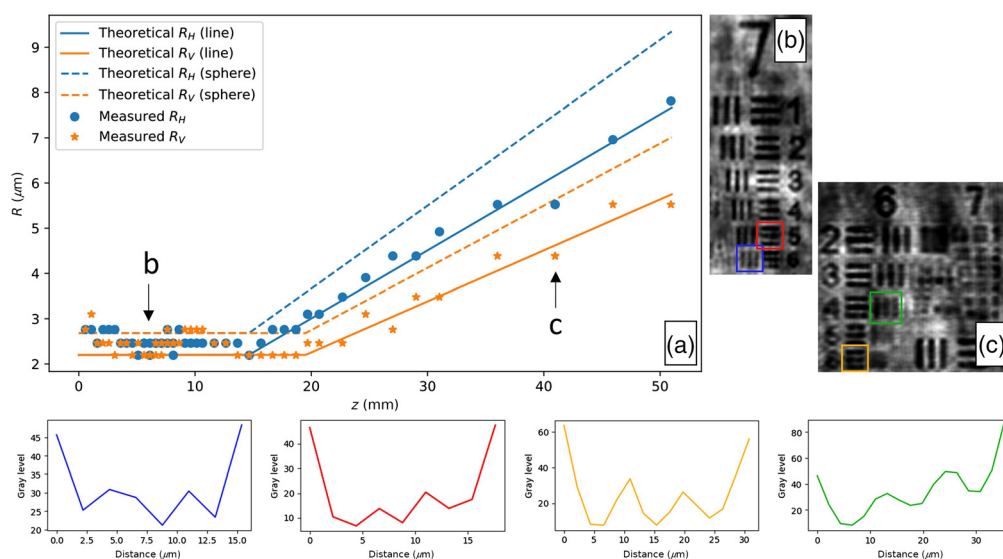 Theoretical R_H (line)
Theoretical R_V (line)
Theoretical R_H (sphere)
Theoretical R_V (sphere)
Measured R_H
Measured R_V
9
8
7
6
5
4
3
2
R (μm)
0
10
20
30
40
50
z (mm)
b
c
(a)
7
(b)
1
2
3
4
5
6
6
7
2
3
4
5
6
(c)
45
40
35
30
25
20
Gray level
0.0 2.5 5.0 7.5 10.0 12.5 15.0
Distance (μm)
40
30
20
10
Gray level
0 5 10 15
Distance (μm)
60
40
20
Gray level
0 5 10 15 20 25 30
Distance (μm)
80
60
40
20
Gray level
0 10 20 30
Distance (μm)